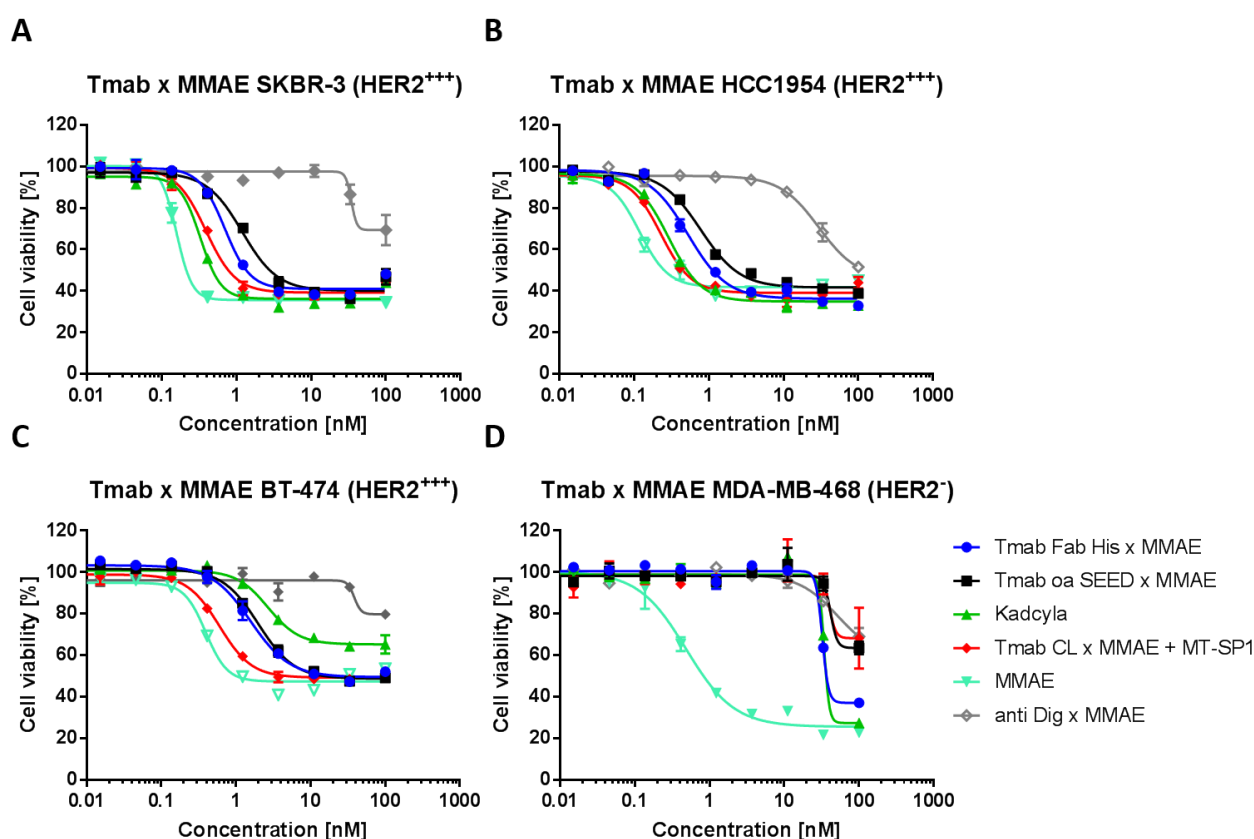 A
Tmab x MMAE SKBR-3 (HER2+++)
Cell viability [%]
120
100
80
60
40
20
0
0.01 0.1 1 10 100 1000
Concentration [nM]
B
Tmab x MMAE HCC1954 (HER2+++)
Cell viability [%]
120
100
80
60
40
20
0
0.01 0.1 1 10 100 1000
Concentration [nM]
C
Tmab x MMAE BT-474 (HER2+++)
Cell viability [%]
120
100
80
60
40
20
0
0.01 0.1 1 10 100 1000
Concentration [nM]
D
Tmab x MMAE MDA-MB-468 (HER2-)
Cell viability [%]
120
100
80
60
40
20
0
0.01 0.1 1 10 100 1000
Concentration [nM]
Tmab Fab His x MMAE
Tmab oa SEED x MMAE
Kadcyla
Tmab CL x MMAE + MT-SP1
MMAE
anti Dig x MMAE